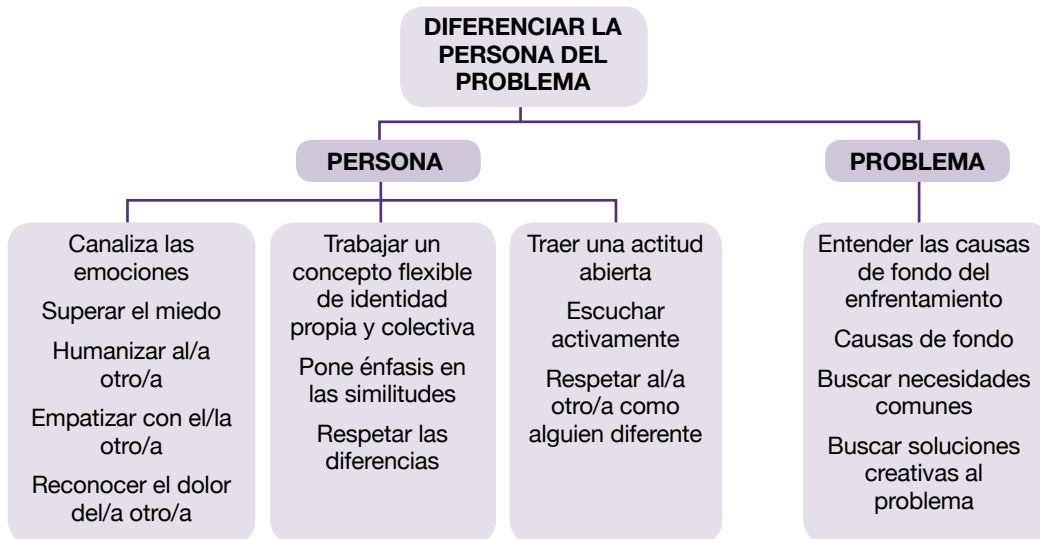 DIFERENCIAR LA
PERSONA DEL
PROBLEMA
PERSONA
PROBLEMA
Canaliza las
emociones
Superar el miedo
Humanizar al/a
otro/a
Empatizar con el/la
otro/a
Reconocer el dolor
del/a otro/a
Trabajar un
concepto flexible
de identidad
propia y colectiva
Pone énfasis en
las similitudes
Respetar las
diferencias
Traer una actitud
abierta
Escuchar
activamente
Respetar al/a
otro/a como
alguien diferente
Entender las causas
de fondo del
enfrentamiento
Causas de fondo
Buscar necesidades
comunes
Buscar soluciones
creativas al
problema